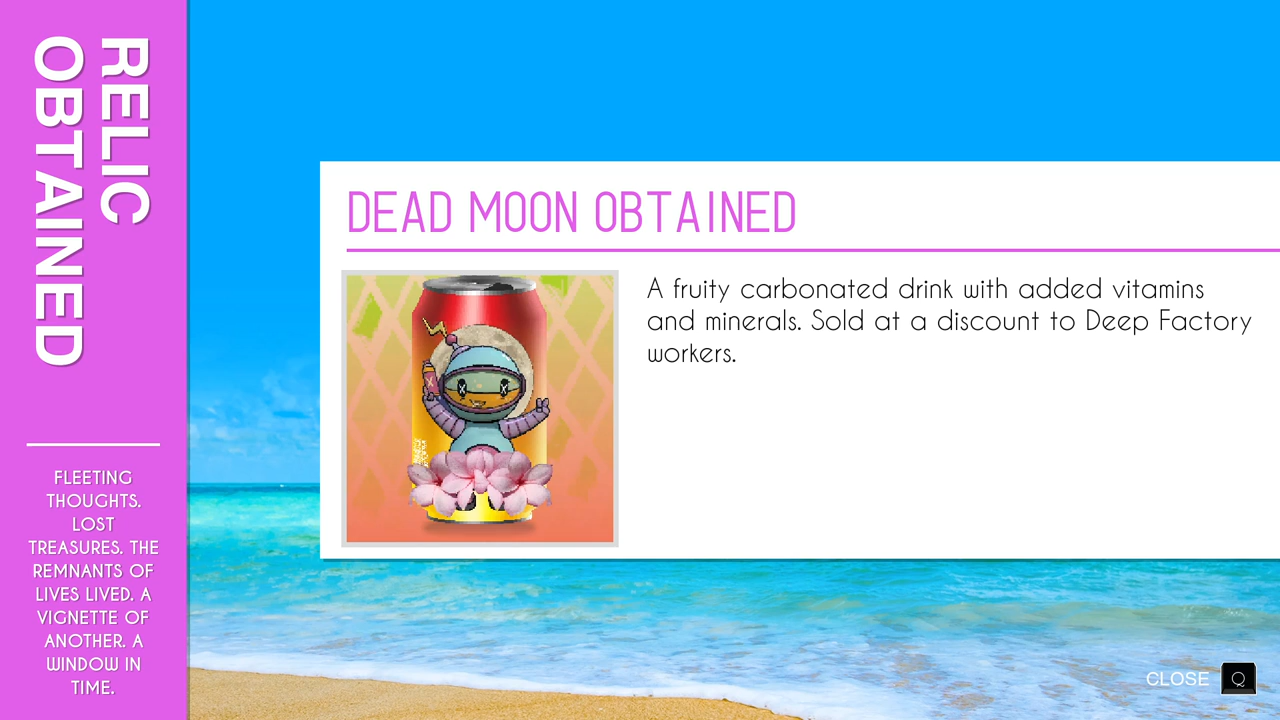 RELIC
OBTAINED
FLEETING
THOUGHTS.
LOST
TREASURES. THE
REMNANTS OF
LIVES LIVED. A
VIGNETTE OF
ANOTHER. A
WINDOW IN
TIME.
DEAD MOON OBTAINED
A fruity carbonated drink with added vitamins
and minerals. Sold at a discount to Deep Factory
workers.
CLOSE Q